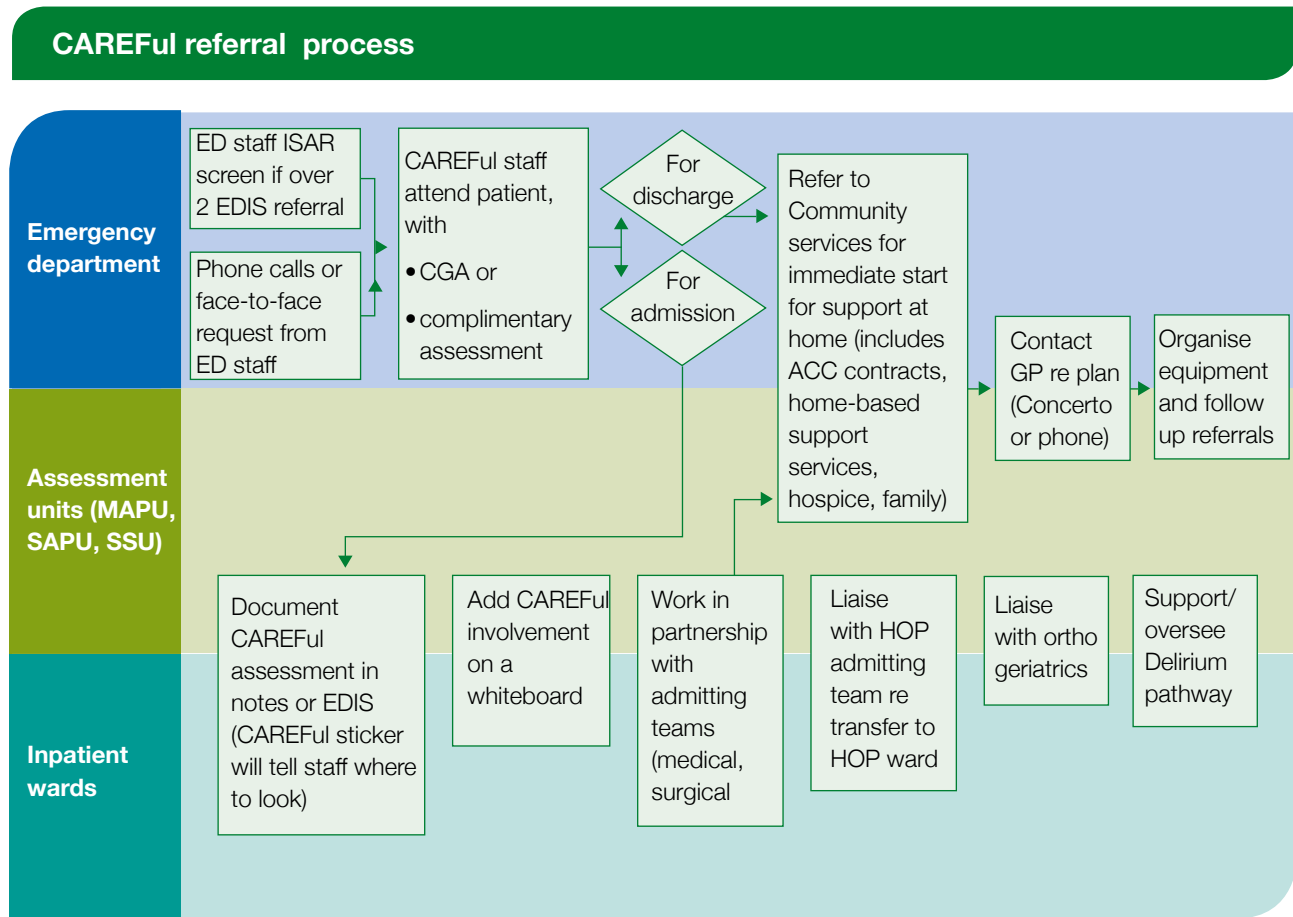 CAREFul referral process
Emergency
department
ED staff ISAR
screen if over
2 EDIS referral
Phone calls or
face-to-face
request from
ED staff
CAREFul staff
attend patient,
with
• CGA or
• complimentary
assessment
For
discharge
For
admission
Refer to
Community
services for
immediate start
for support at
home (includes
ACC contracts,
home-based
support
services,
hospice, family)
Contact
GP re plan
(Concerto
or phone)
Organise
equipment
and follow
up referrals
Assessment
units (MAPU,
SAPU, SSU)
Inpatient
wards
Document
CAREFul
assessment in
notes or EDIS
(CAREFul sticker
will tell staff where
to look)
Add CAREFul
involvement
on a
whiteboard
Work in
partnership
with
admitting
teams
(medical,
surgical
Liaise
with HOP
admitting
team re
transfer to
HOP ward
Liaise
with ortho
geriatrics
Support/
oversee
Delirium
pathway